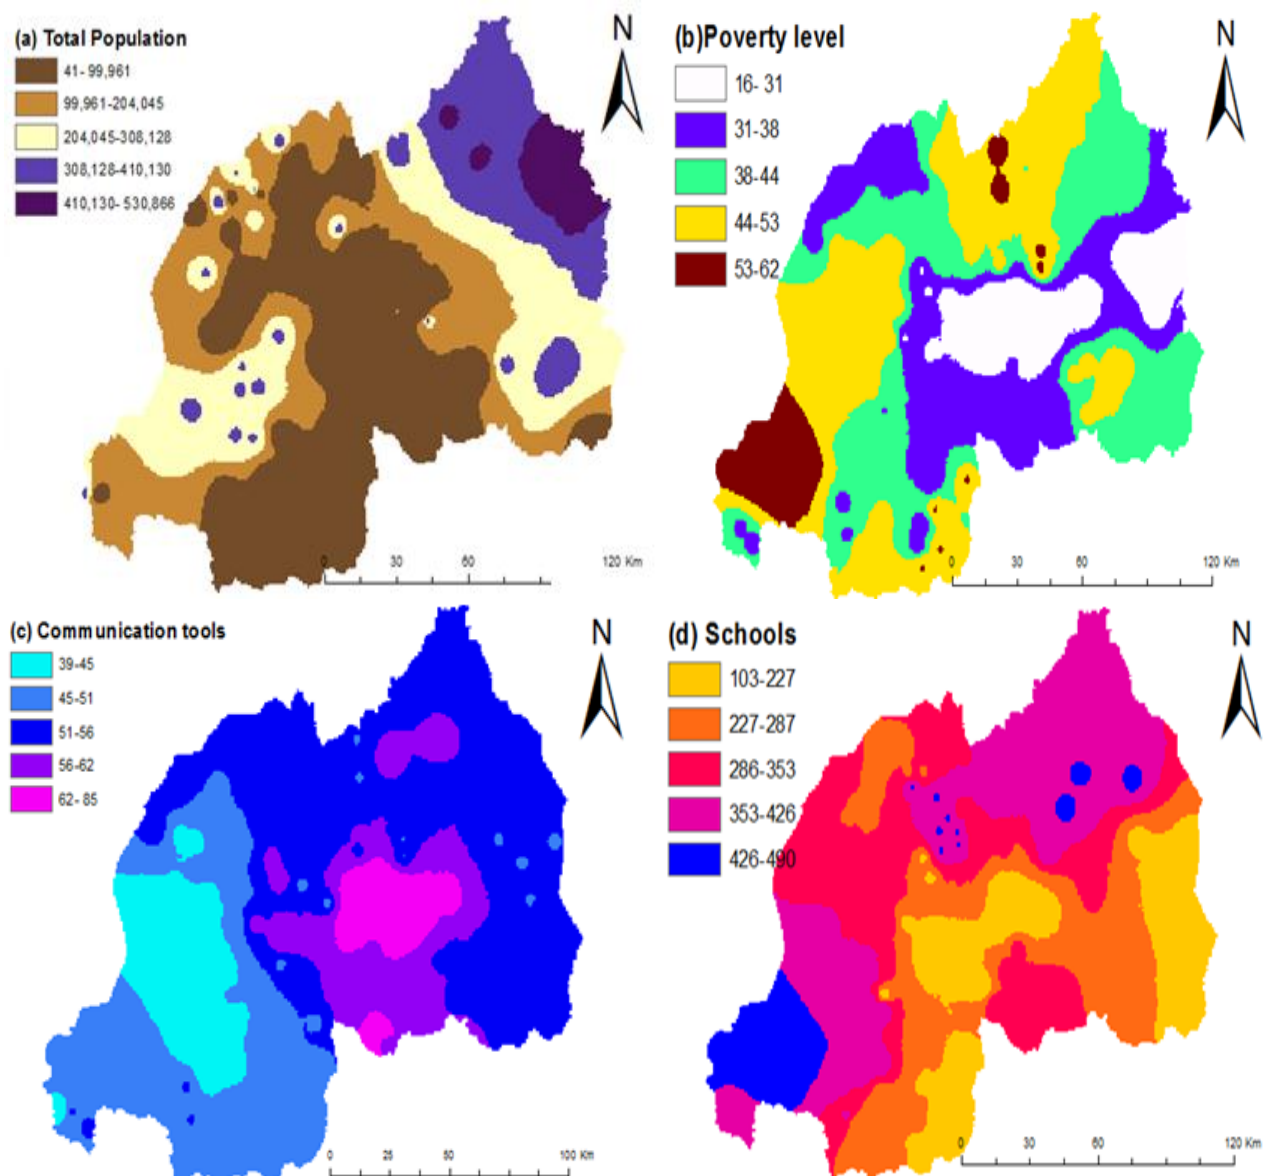 (a) Total Population
41- 99,961
99,961-204,045
204,045-308,128
308,128-410,130
410,130- 530,866
N
0 30 60 120 Km
(b)Poverty level
16- 31
31-38
38-44
44-53
53-62
N
0 30 60 120 Km
(c) Communication tools
39-45
45-51
51-56
56-62
62- 85
N
0 25 50 100 Km
(d) Schools
103-227
227-287
286-353
353-426
426-490
N
0 30 60 120 Km